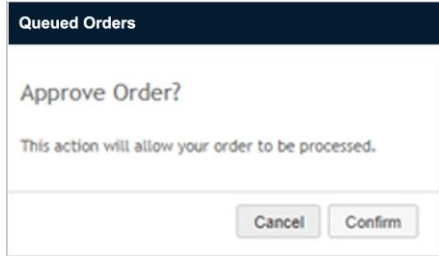 Queued Orders
Approve Order?
This action will allow your order to be processed.
Cancel Confirm